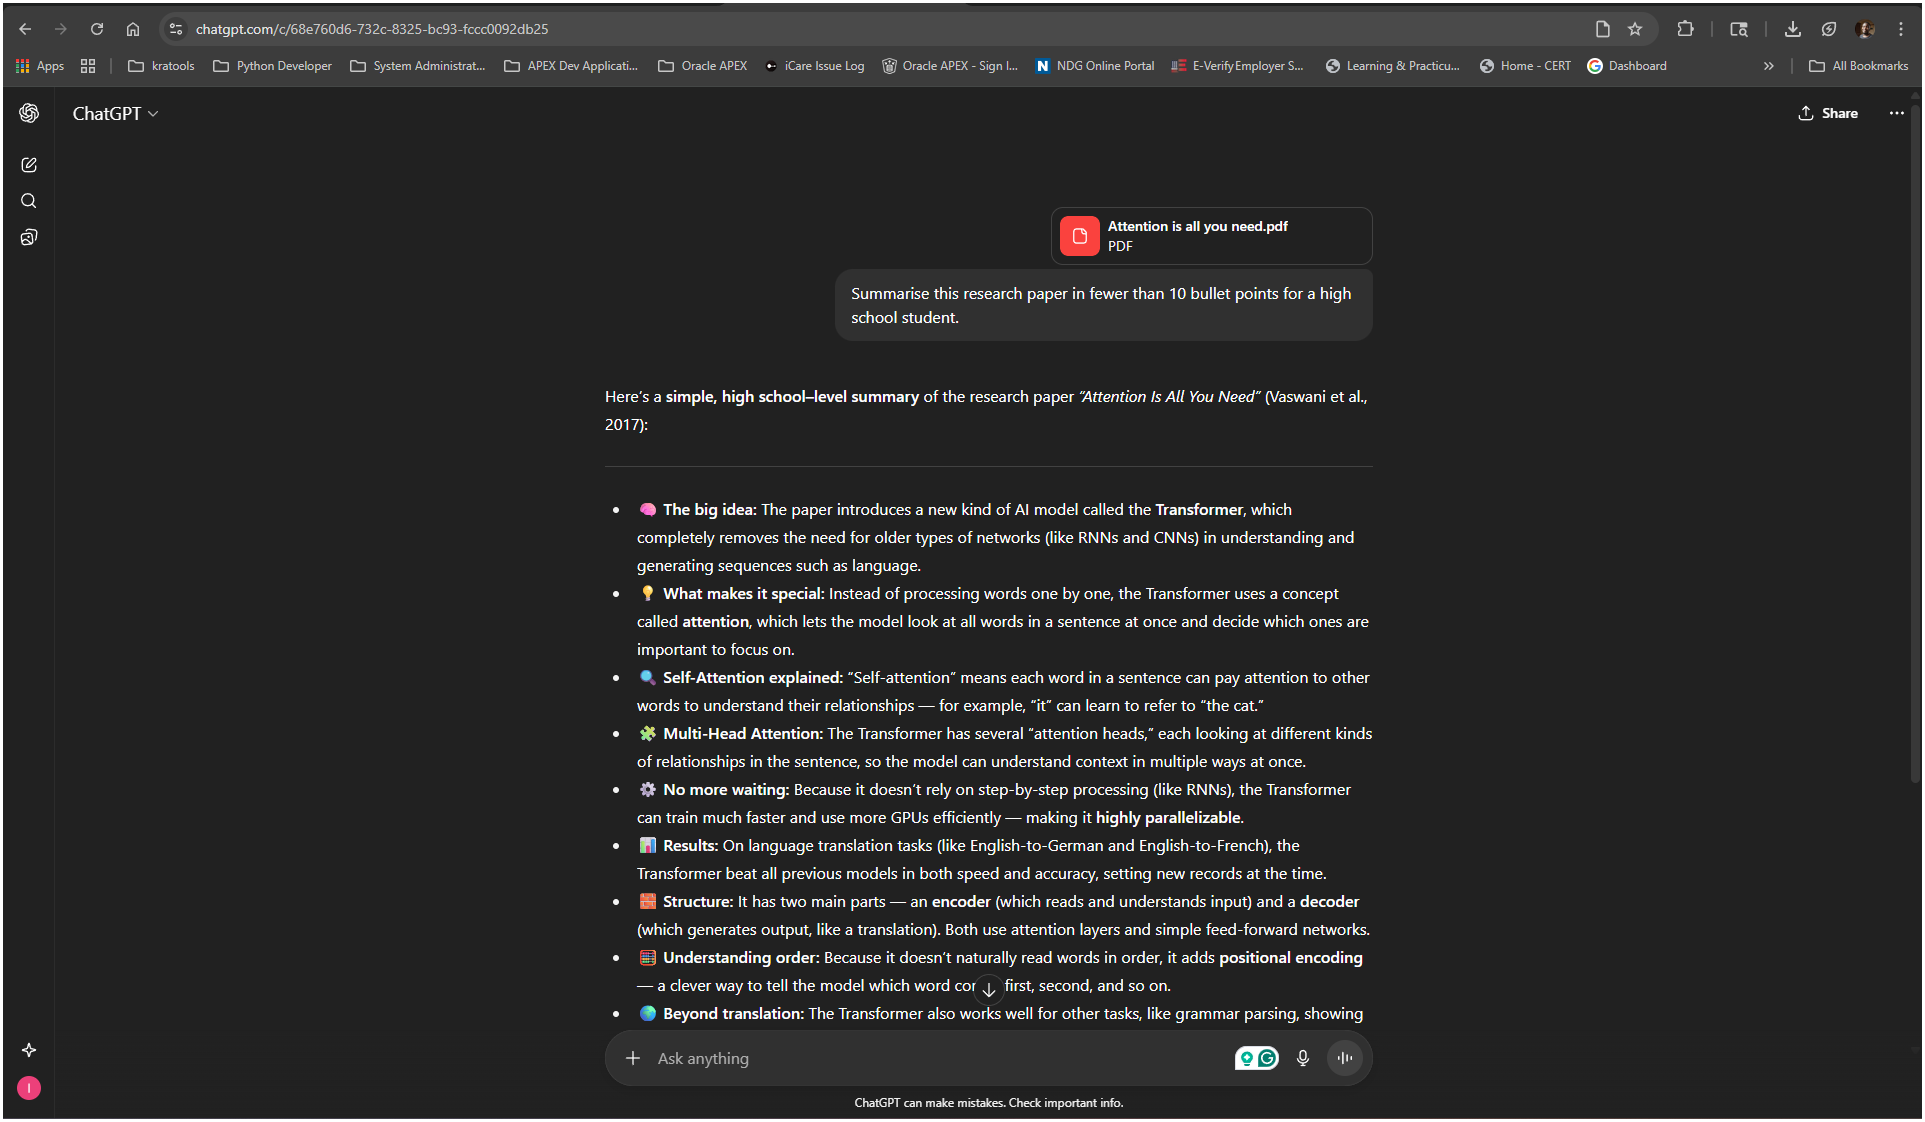 chatgpt.com/c/68e760d6-732c-8325-bc93-fccc0092db25
Apps kratools Python Developer System Administrat... APEX Dev Applicati... Oracle APEX iCare Issue Log Oracle APEX - Sign I... NDG Online Portal E-Verify Employer S... Learning & Practicu... Home - CERT Dashboard All Bookmarks
ChatGPT
Share
Attention is all you need.pdf
PDF
Summarise this research paper in fewer than 10 bullet points for a high
school student.
Here’s a simple, high school–level summary of the research paper “Attention Is All You Need” (Vaswani et al.,
2017):
• 🧠 The big idea: The paper introduces a new kind of AI model called the Transformer, which
completely removes the need for older types of networks (like RNNs and CNNs) in understanding and
generating sequences such as language.
• 💡 What makes it special: Instead of processing words one by one, the Transformer uses a concept
called attention, which lets the model look at all words in a sentence at once and decide which ones are
important to focus on.
• 🔍 Self-Attention explained: “Self-attention” means each word in a sentence can pay attention to other
words to understand their relationships — for example, “it” can learn to refer to “the cat.”
• 🧩 Multi-Head Attention: The Transformer has several “attention heads,” each looking at different kinds
of relationships in the sentence, so the model can understand context in multiple ways at once.
• ⚙️ No more waiting: Because it doesn’t rely on step-by-step processing (like RNNs), the Transformer
can train much faster and use more GPUs efficiently — making it highly parallelizable.
• 📊 Results: On language translation tasks (like English-to-German and English-to-French), the
Transformer beat all previous models in both speed and accuracy, setting new records at the time.
• 🧱 Structure: It has two main parts — an encoder (which reads and understands input) and a decoder
(which generates output, like a translation). Both use attention layers and simple feed-forward networks.
• 🧮 Understanding order: Because it doesn’t naturally read words in order, it adds positional encoding
— a clever way to tell the model which word co first, second, and so on.
• 🌍 Beyond translation: The Transformer also works well for other tasks, like grammar parsing, showing
Ask anything
I
ChatGPT can make mistakes. Check important info.